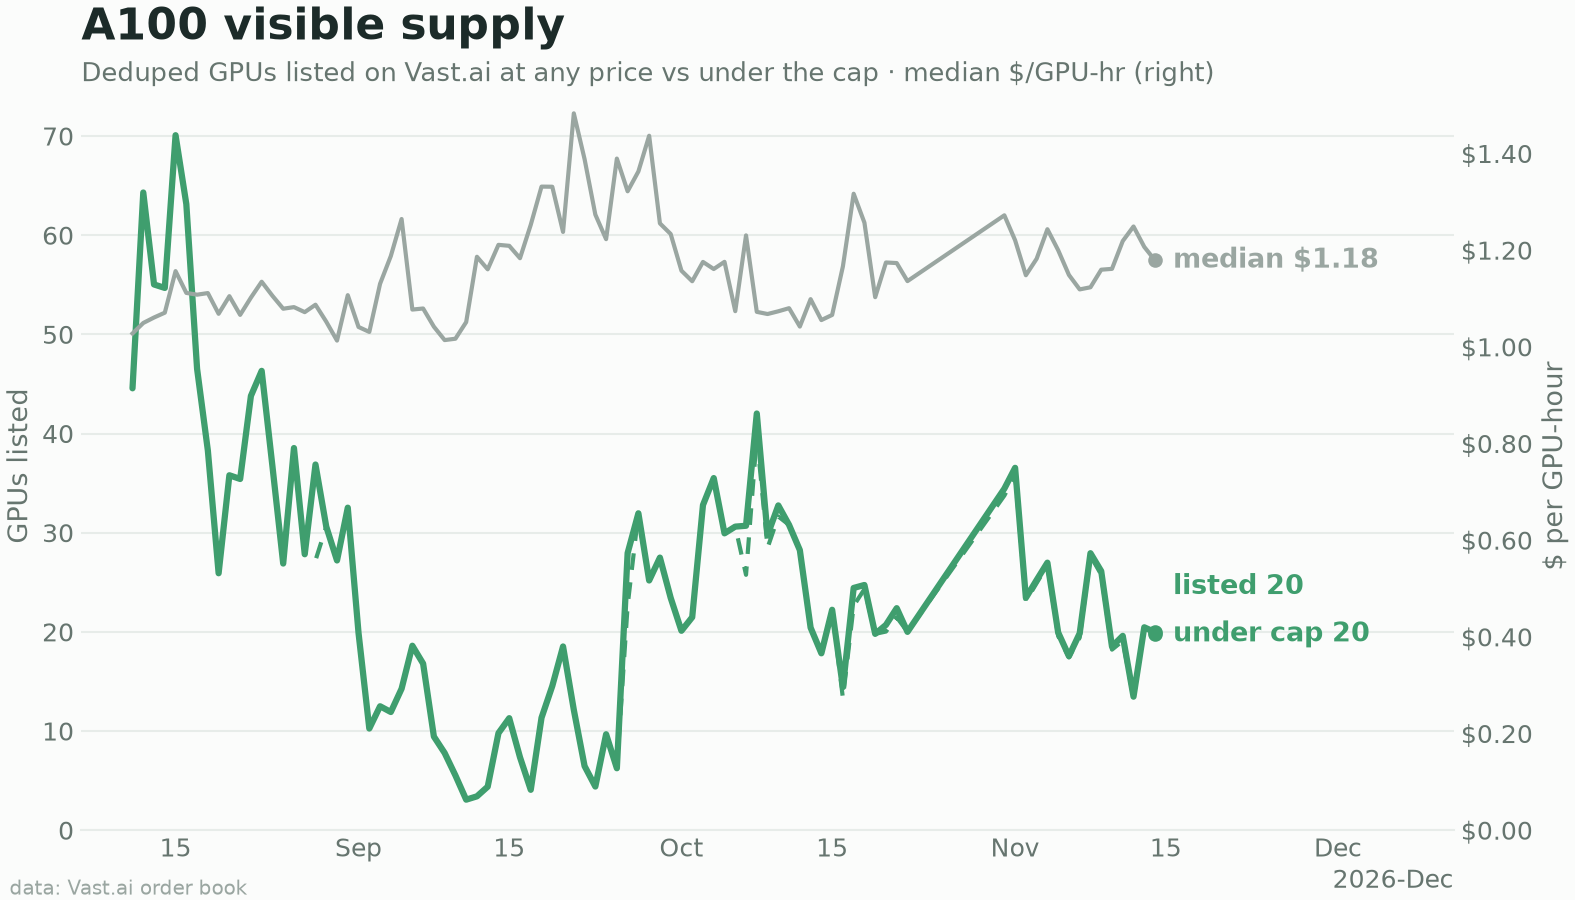 A100 visible supply
Deduped GPUs listed on Vast.ai at any price vs under the cap · median $/GPU-hr (right)
70
60
50
40
30
20
10
0
GPUs listed
$1.40
$1.20
$1.00
$0.80
$0.60
$0.40
$0.20
$0.00
$ per GPU-hour
median $1.18
listed 20
under cap 20
15
Sep
15
Oct
15
Nov
15
Dec
2026-Dec
data: Vast.ai order book